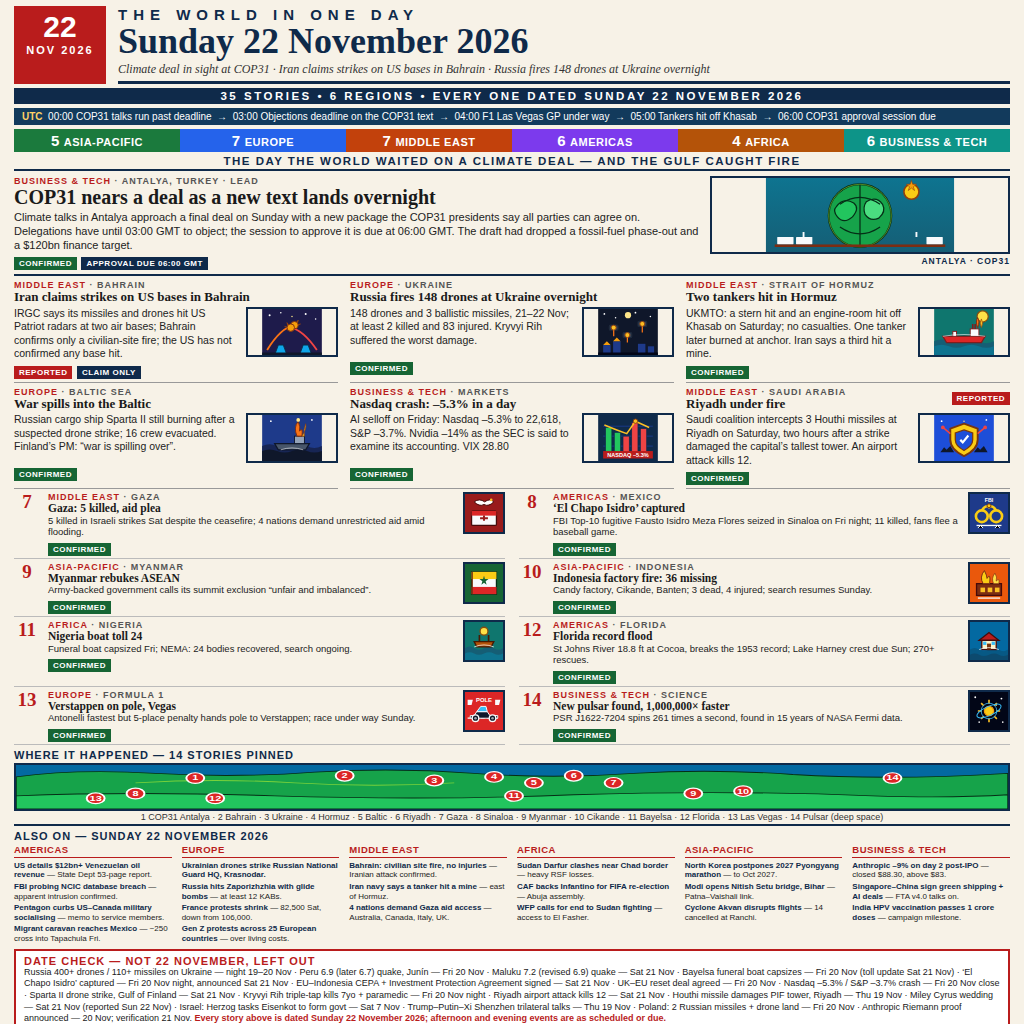 22
NOV 2026
THE WORLD IN ONE DAY
Sunday 22 November 2026
Climate deal in sight at COP31 · Iran claims strikes on US bases in Bahrain · Russia fires 148 drones at Ukraine overnight
35 STORIES • 6 REGIONS • EVERY ONE DATED SUNDAY 22 NOVEMBER 2026
UTC 00:00 COP31 talks run past deadline → 03:00 Objections deadline on the COP31 text → 04:00 F1 Las Vegas GP under way → 05:00 Tankers hit off Khasab → 06:00 COP31 approval session due
5 ASIA-PACIFIC 7 EUROPE 7 MIDDLE EAST 6 AMERICAS 4 AFRICA 6 BUSINESS & TECH
THE DAY THE WORLD WAITED ON A CLIMATE DEAL — AND THE GULF CAUGHT FIRE
BUSINESS & TECH · ANTALYA, TURKEY · LEAD
COP31 nears a deal as a new text lands overnight
Climate talks in Antalya approach a final deal on Sunday with a new package the COP31 presidents say all parties can agree on.
Delegations have until 03:00 GMT to object; the session to approve it is due at 06:00 GMT. The draft had dropped a fossil-fuel phase-out and
a $120bn finance target.
CONFIRMED APPROVAL DUE 06:00 GMT
ANTALYA · COP31
MIDDLE EAST · BAHRAIN
Iran claims strikes on US bases in Bahrain
IRGC says its missiles and drones hit US
Patriot radars at two air bases; Bahrain
confirms only a civilian-site fire; the US has not
confirmed any base hit.
REPORTED CLAIM ONLY
EUROPE · UKRAINE
Russia fires 148 drones at Ukraine overnight
148 drones and 3 ballistic missiles, 21–22 Nov;
at least 2 killed and 83 injured. Kryvyi Rih
suffered the worst damage.
CONFIRMED
MIDDLE EAST · STRAIT OF HORMUZ
Two tankers hit in Hormuz
UKMTO: a stern hit and an engine-room hit off
Khasab on Saturday; no casualties. One tanker
later burned at anchor. Iran says a third hit a
mine.
CONFIRMED
EUROPE · BALTIC SEA
War spills into the Baltic
Russian cargo ship Sparta II still burning after a
suspected drone strike; 16 crew evacuated.
Finland's PM: "war is spilling over".
CONFIRMED
BUSINESS & TECH · MARKETS
Nasdaq crash: –5.3% in a day
AI selloff on Friday: Nasdaq –5.3% to 22,618,
S&P –3.7%. Nvidia –14% as the SEC is said to
examine its accounting. VIX 28.80
NASDAQ –5.3%
CONFIRMED
MIDDLE EAST · SAUDI ARABIA
REPORTED
Riyadh under fire
Saudi coalition intercepts 3 Houthi missiles at
Riyadh on Saturday, two hours after a strike
damaged the capital's tallest tower. An airport
attack kills 12.
CONFIRMED
7
MIDDLE EAST · GAZA
Gaza: 5 killed, aid plea
5 killed in Israeli strikes Sat despite the ceasefire; 4 nations demand unrestricted aid amid
flooding.
CONFIRMED
8
AMERICAS · MEXICO
‘El Chapo Isidro’ captured
FBI Top-10 fugitive Fausto Isidro Meza Flores seized in Sinaloa on Fri night; 11 killed, fans flee a
baseball game.
CONFIRMED
FBI
9
ASIA-PACIFIC · MYANMAR
Myanmar rebukes ASEAN
Army-backed government calls its summit exclusion “unfair and imbalanced”.
CONFIRMED
10
ASIA-PACIFIC · INDONESIA
Indonesia factory fire: 36 missing
Candy factory, Cikande, Banten; 3 dead, 4 injured; search resumes Sunday.
CONFIRMED
11
AFRICA · NIGERIA
Nigeria boat toll 24
Funeral boat capsized Fri; NEMA: 24 bodies recovered, search ongoing.
CONFIRMED
12
AMERICAS · FLORIDA
Florida record flood
St Johns River 18.8 ft at Cocoa, breaks the 1953 record; Lake Harney crest due Sun; 270+
rescues.
CONFIRMED
13
EUROPE · FORMULA 1
Verstappen on pole, Vegas
Antonelli fastest but 5-place penalty hands pole to Verstappen; race under way Sunday.
CONFIRMED
POLE
14
BUSINESS & TECH · SCIENCE
New pulsar found, 1,000,000× faster
PSR J1622-7204 spins 261 times a second, found in 15 years of NASA Fermi data.
CONFIRMED
WHERE IT HAPPENED — 14 STORIES PINNED
1 2 3 4 5 6 7 14
13 8 12 11 9 10
1 COP31 Antalya · 2 Bahrain · 3 Ukraine · 4 Hormuz · 5 Baltic · 6 Riyadh · 7 Gaza · 8 Sinaloa · 9 Myanmar · 10 Cikande · 11 Bayelsa · 12 Florida · 13 Las Vegas · 14 Pulsar (deep space)
ALSO ON — SUNDAY 22 NOVEMBER 2026
AMERICAS
US details $12bn+ Venezuelan oil
revenue — State Dept 53-page report.
FBI probing NCIC database breach —
apparent intrusion confirmed.
Pentagon curbs US–Canada military
socialising — memo to service members.
Migrant caravan reaches Mexico — ~250
cross into Tapachula Fri.
EUROPE
Ukrainian drones strike Russian National
Guard HQ, Krasnodar.
Russia hits Zaporizhzhia with glide
bombs — at least 12 KABs.
France protests shrink — 82,500 Sat,
down from 106,000.
Gen Z protests across 25 European
countries — over living costs.
MIDDLE EAST
Bahrain: civilian site fire, no injuries —
Iranian attack confirmed.
Iran navy says a tanker hit a mine — east
of Hormuz.
4 nations demand Gaza aid access —
Australia, Canada, Italy, UK.
AFRICA
Sudan Darfur clashes near Chad border
— heavy RSF losses.
CAF backs Infantino for FIFA re-election
— Abuja assembly.
WFP calls for end to Sudan fighting —
access to El Fasher.
ASIA-PACIFIC
North Korea postpones 2027 Pyongyang
marathon — to Oct 2027.
Modi opens Nitish Setu bridge, Bihar —
Patna–Vaishali link.
Cyclone Akvan disrupts flights — 14
cancelled at Ranchi.
BUSINESS & TECH
Anthropic –9% on day 2 post-IPO —
closed $88.30, above $83.
Singapore–China sign green shipping +
AI deals — FTA v4.0 talks on.
India HPV vaccination passes 1 crore
doses — campaign milestone.
DATE CHECK — NOT 22 NOVEMBER, LEFT OUT
Russia 400+ drones / 110+ missiles on Ukraine — night 19–20 Nov · Peru 6.9 (later 6.7) quake, Junín — Fri 20 Nov · Maluku 7.2 (revised 6.9) quake — Sat 21 Nov · Bayelsa funeral boat capsizes — Fri 20 Nov (toll update Sat 21 Nov) · ‘El
Chapo Isidro’ captured — Fri 20 Nov night, announced Sat 21 Nov · EU–Indonesia CEPA + Investment Protection Agreement signed — Sat 21 Nov · UK–EU reset deal agreed — Fri 20 Nov · Nasdaq –5.3% / S&P –3.7% crash — Fri 20 Nov close
· Sparta II drone strike, Gulf of Finland — Sat 21 Nov · Kryvyi Rih triple-tap kills 7yo + paramedic — Fri 20 Nov · Riyadh airport attack kills 12 — Sat 21 Nov · Houthi missile damages PIF tower, Riyadh — Thu 19 Nov · Miley Cyrus wedding
— Sat 21 Nov (reported Sun 22 Nov) · Israel: Herzog tasks Eisenkot to form govt — Sat 7 Nov · Trump–Putin–Xi Shenzhen trilateral talks — Thu 19 Nov · Poland: 2 Russian missiles + drone land — Fri 20 Nov · Anthropic Riemann proof
announced — 20 Nov; verification 21 Nov. Every story above is dated Sunday 22 November 2026; afternoon and evening events are as scheduled or due.